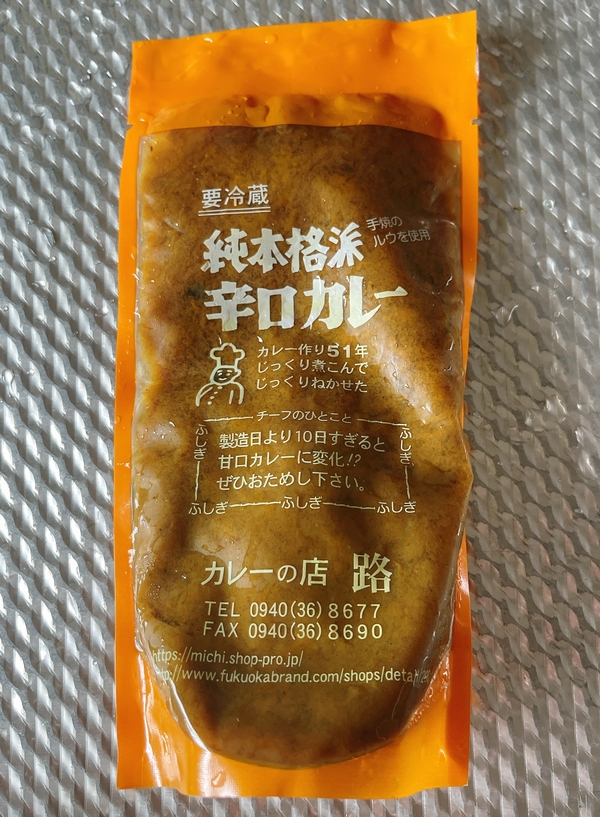 要冷蔵
手焼の
ルウを使用
純本格派
辛口カレー
カレー作り51年
じっくり煮こんで
じっくりねかせた
チーフのひとこと
ふしぎ
ふしぎ
製造日より10日すぎると
甘口カレーに変化!?
ぜひおためし下さい。
ふしぎ
ふしぎ
ふしぎ
カレーの店 路
TEL 0940(36)8677
FAX 0940(36)8690
https://michi.shop-pro.jp/
http://www.fukuokabrand.com/shops/detail/